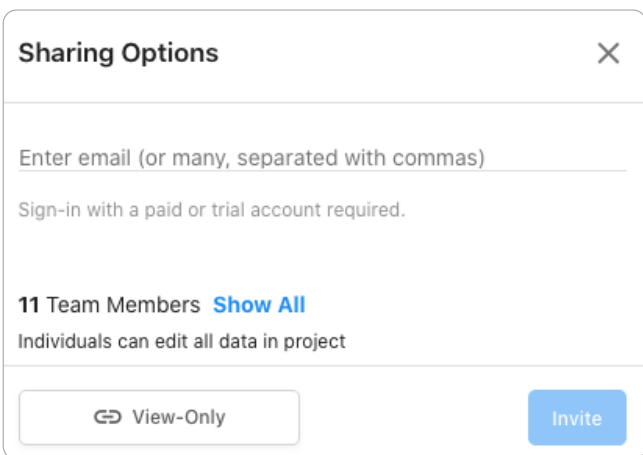 Sharing Options
Enter email (or many, separated with commas)
Sign-in with a paid or trial account required.
11 Team Members Show All
Individuals can edit all data in project
View-Only
Invite